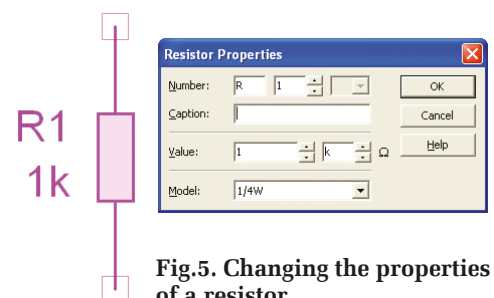 R1
1k
Resistor Properties
Number: R 1
OK
Caption:
Cancel
Value: 1 k Ω
Help
Model: 1/4W
Fig.5. Changing the properties
of a resistor